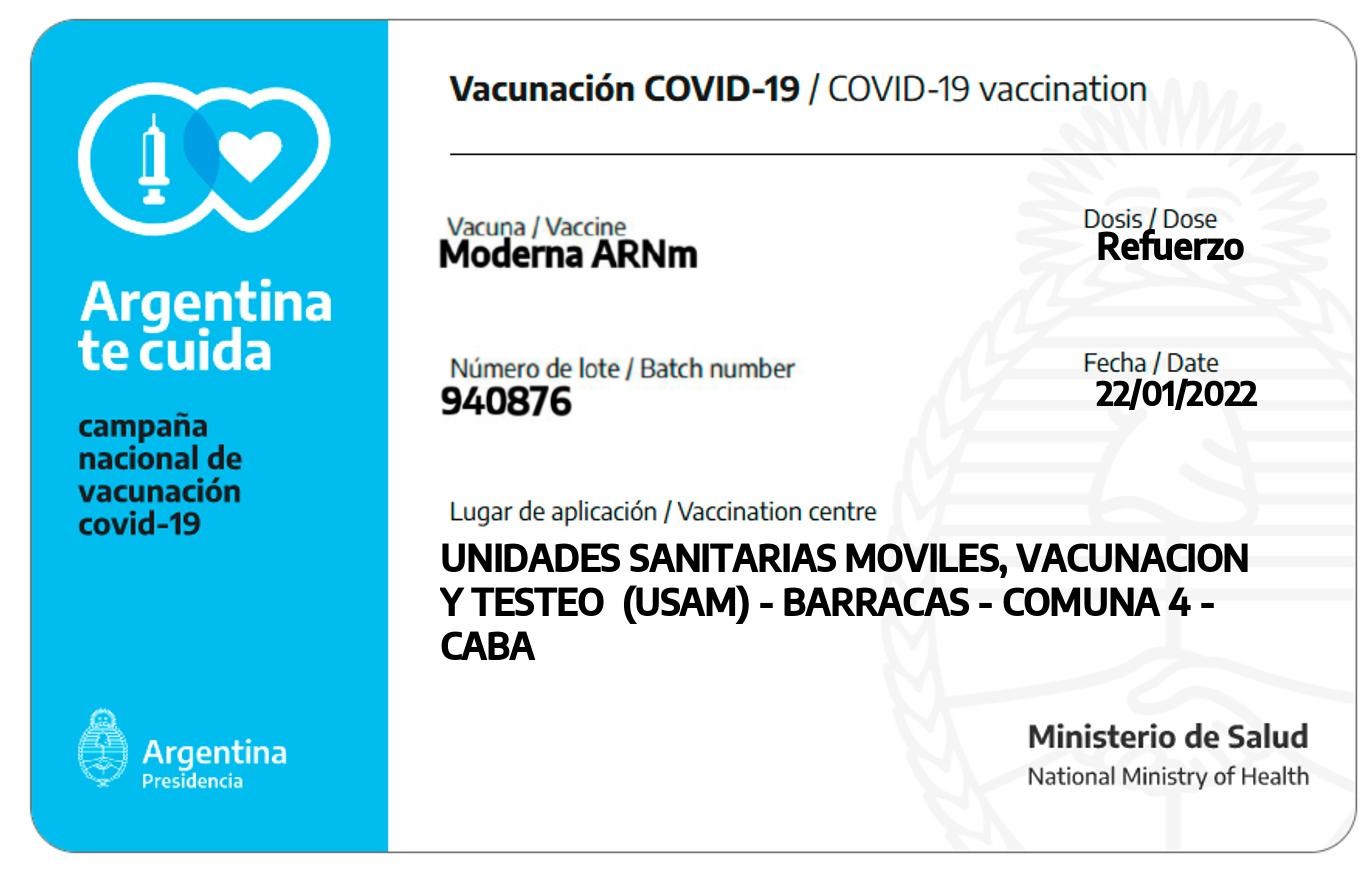 Argentina
te cuida
campaña
nacional de
vacunación
covid-19
Argentina
Presidencia
Vacunación COVID-19 / COVID-19 vaccination
Vacuna / Vaccine
Moderna ARNm
Dosis / Dose
Refuerzo
Número de lote / Batch number
940876
Fecha / Date
22/01/2022
Lugar de aplicación / Vaccination centre
UNIDADES SANITARIAS MOVILES, VACUNACION
Y TESTEO (USAM) - BARRACAS - COMUNA 4 -
CABA
Ministerio de Salud
National Ministry of Health